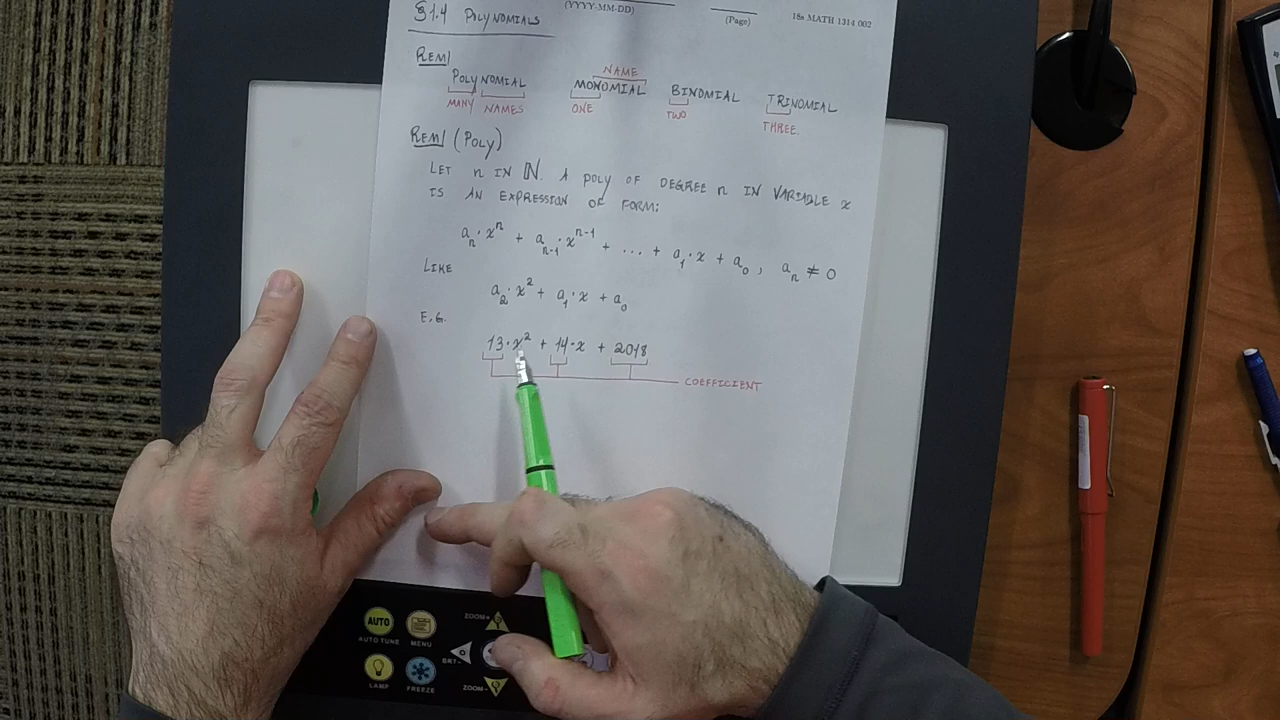 §1.4 POLYNOMIALS
(YYYY-MM-DD)
(Page)
18s MATH 1314 002
REM/
NAME
POLYNOMIAL MONOMIAL BINOMIAL TRINOMIAL
MANY NAMES ONE TWO THREE
REM/ (POLY)
LET n IN ℕ. A POLY OF DEGREE n IN VARIABLE x
IS AN EXPRESSION OF FORM:
aₙ·xⁿ + aₙ₋₁·xⁿ⁻¹ + ... + a₁·x + a₀, aₙ ≠ 0
LIKE
a₂·x² + a₁·x + a₀
E.G.
13·x² + 14·x + 2018
COEFFICIENT
AUTO
AUTO TUNE MENU
LAMP FREEZE
ZOOM+
BRT-
ZOOM-